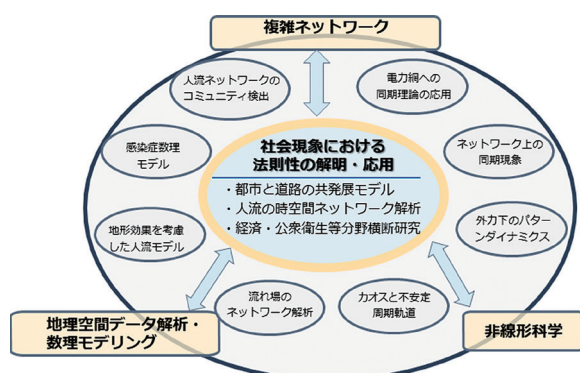 複雑ネットワーク
人流ネットワークの
コミュニティ検出
電力網への
同期理論の応用
感染症数理
モデル
社会現象における
法則性の解明・応用
・都市と道路の共発展モデル
・人流の時空間ネットワーク解析
・経済・公衆衛生等分野横断研究
ネットワーク上の
同期現象
地形効果を考慮
した人流モデル
外力下のパター
ンダイナミクス
流れ場の
ネットワーク解析
カオスと不安定
周期軌道
地理空間データ解析・
数理モデリング
非線形科学